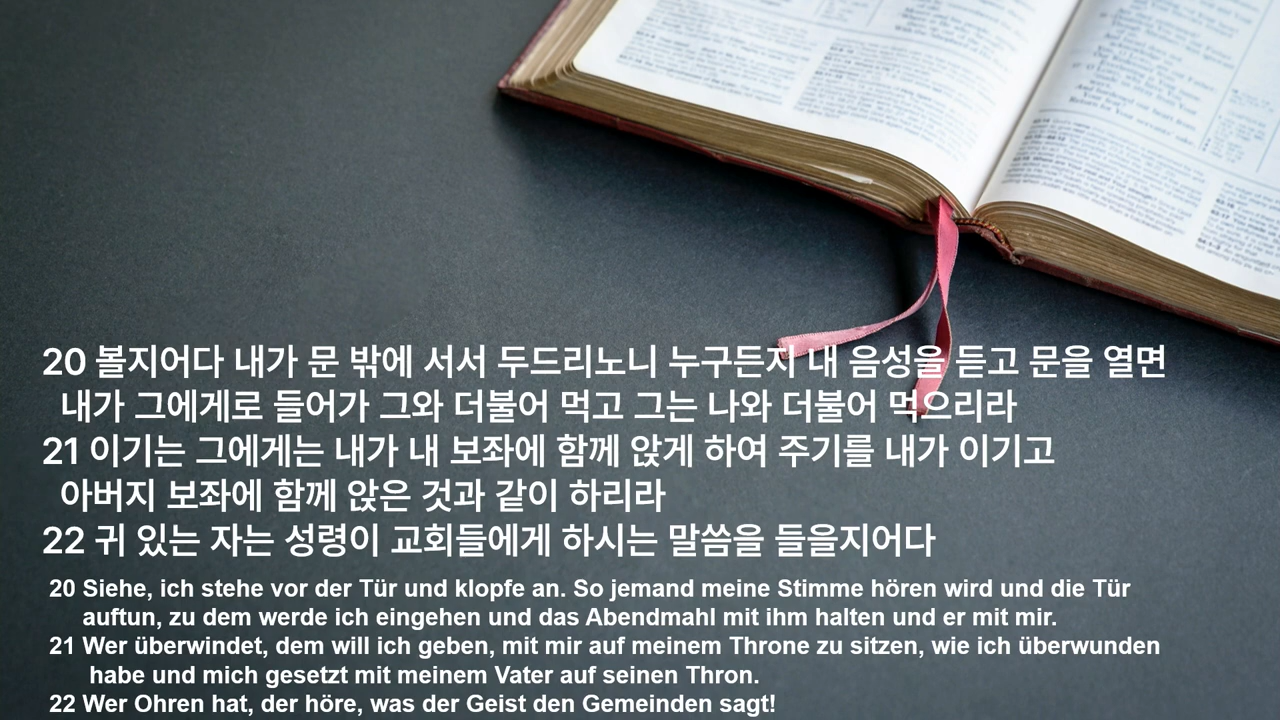 20 볼지어다 내가 문 밖에 서서 두드리노니 누구든지 내 음성을 듣고 문을 열면
내가 그에게로 들어가 그와 더불어 먹고 그는 나와 더불어 먹으리라
21 이기는 그에게는 내가 내 보좌에 함께 앉게 하여 주기를 내가 이기고
아버지 보좌에 함께 앉은 것과 같이 하리라
22 귀 있는 자는 성령이 교회들에게 하시는 말씀을 들을지어다
20 Siehe, ich stehe vor der Tür und klopfe an. So jemand meine Stimme hören wird und die Tür
auftun, zu dem werde ich eingehen und das Abendmahl mit ihm halten und er mit mir.
21 Wer überwindet, dem will ich geben, mit mir auf meinem Throne zu sitzen, wie ich überwunden
habe und mich gesetzt mit meinem Vater auf seinen Thron.
22 Wer Ohren hat, der höre, was der Geist den Gemeinden sagt!